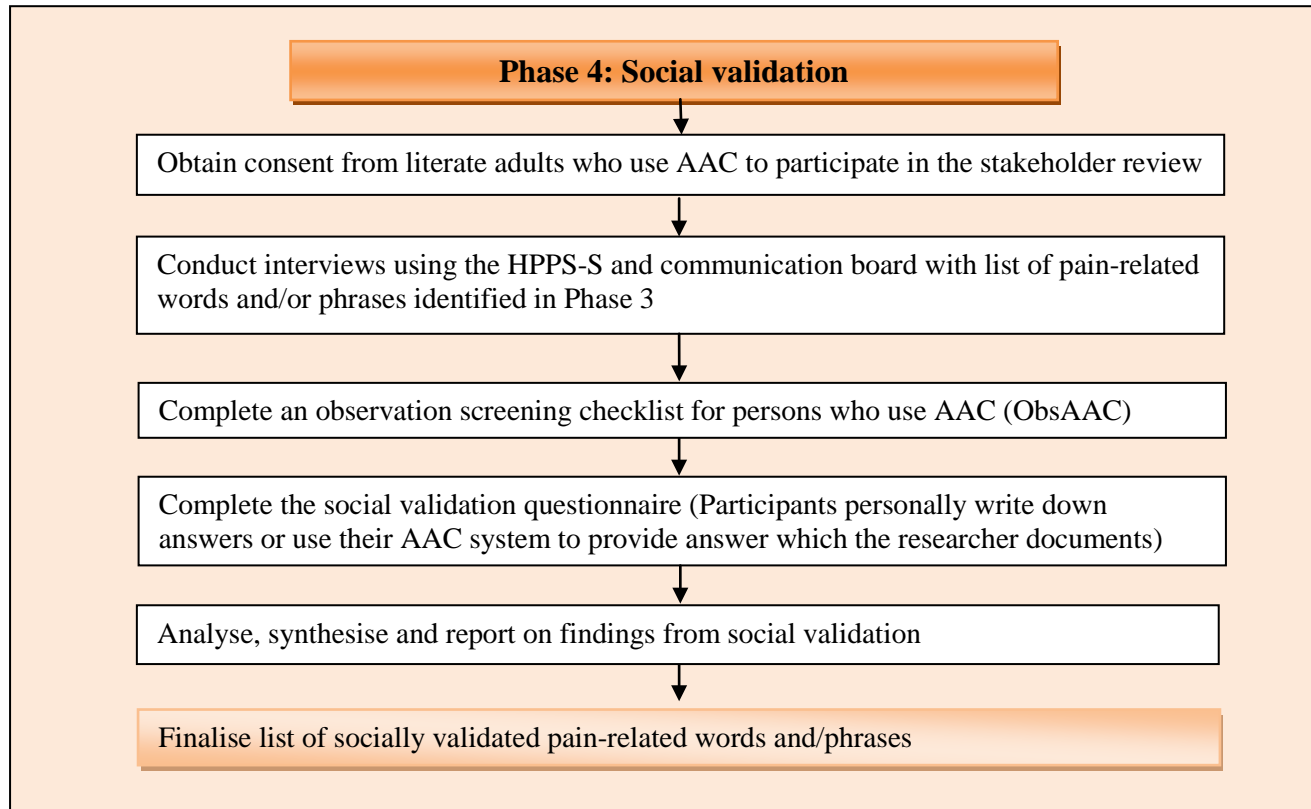 Phase 4: Social validation
Obtain consent from literate adults who use AAC to participate in the stakeholder review
Conduct interviews using the HPPS-S and communication board with list of pain-related
words and/or phrases identified in Phase 3
Complete an observation screening checklist for persons who use AAC (ObsAAC)
Complete the social validation questionnaire (Participants personally write down
answers or use their AAC system to provide answer which the researcher documents)
Analyse, synthesise and report on findings from social validation
Finalise list of socially validated pain-related words and/phrases